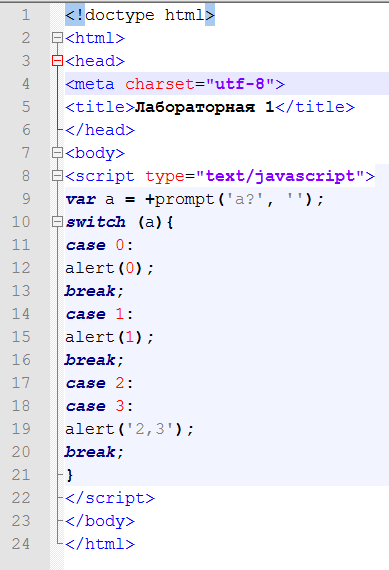 1 <!doctype html>
2 <html>
3 <head>
4 <meta charset="utf-8">
5 <title>Лабораторная 1</title>
6 </head>
7 <body>
8 <script type="text/javascript">
9 var a = +prompt('a?', '');
10 switch (a){
11 case 0:
12 alert(0);
13 break;
14 case 1:
15 alert(1);
16 break;
17 case 2:
18 case 3:
19 alert('2,3');
20 break;
21 }
22 </script>
23 </body>
24 </html>